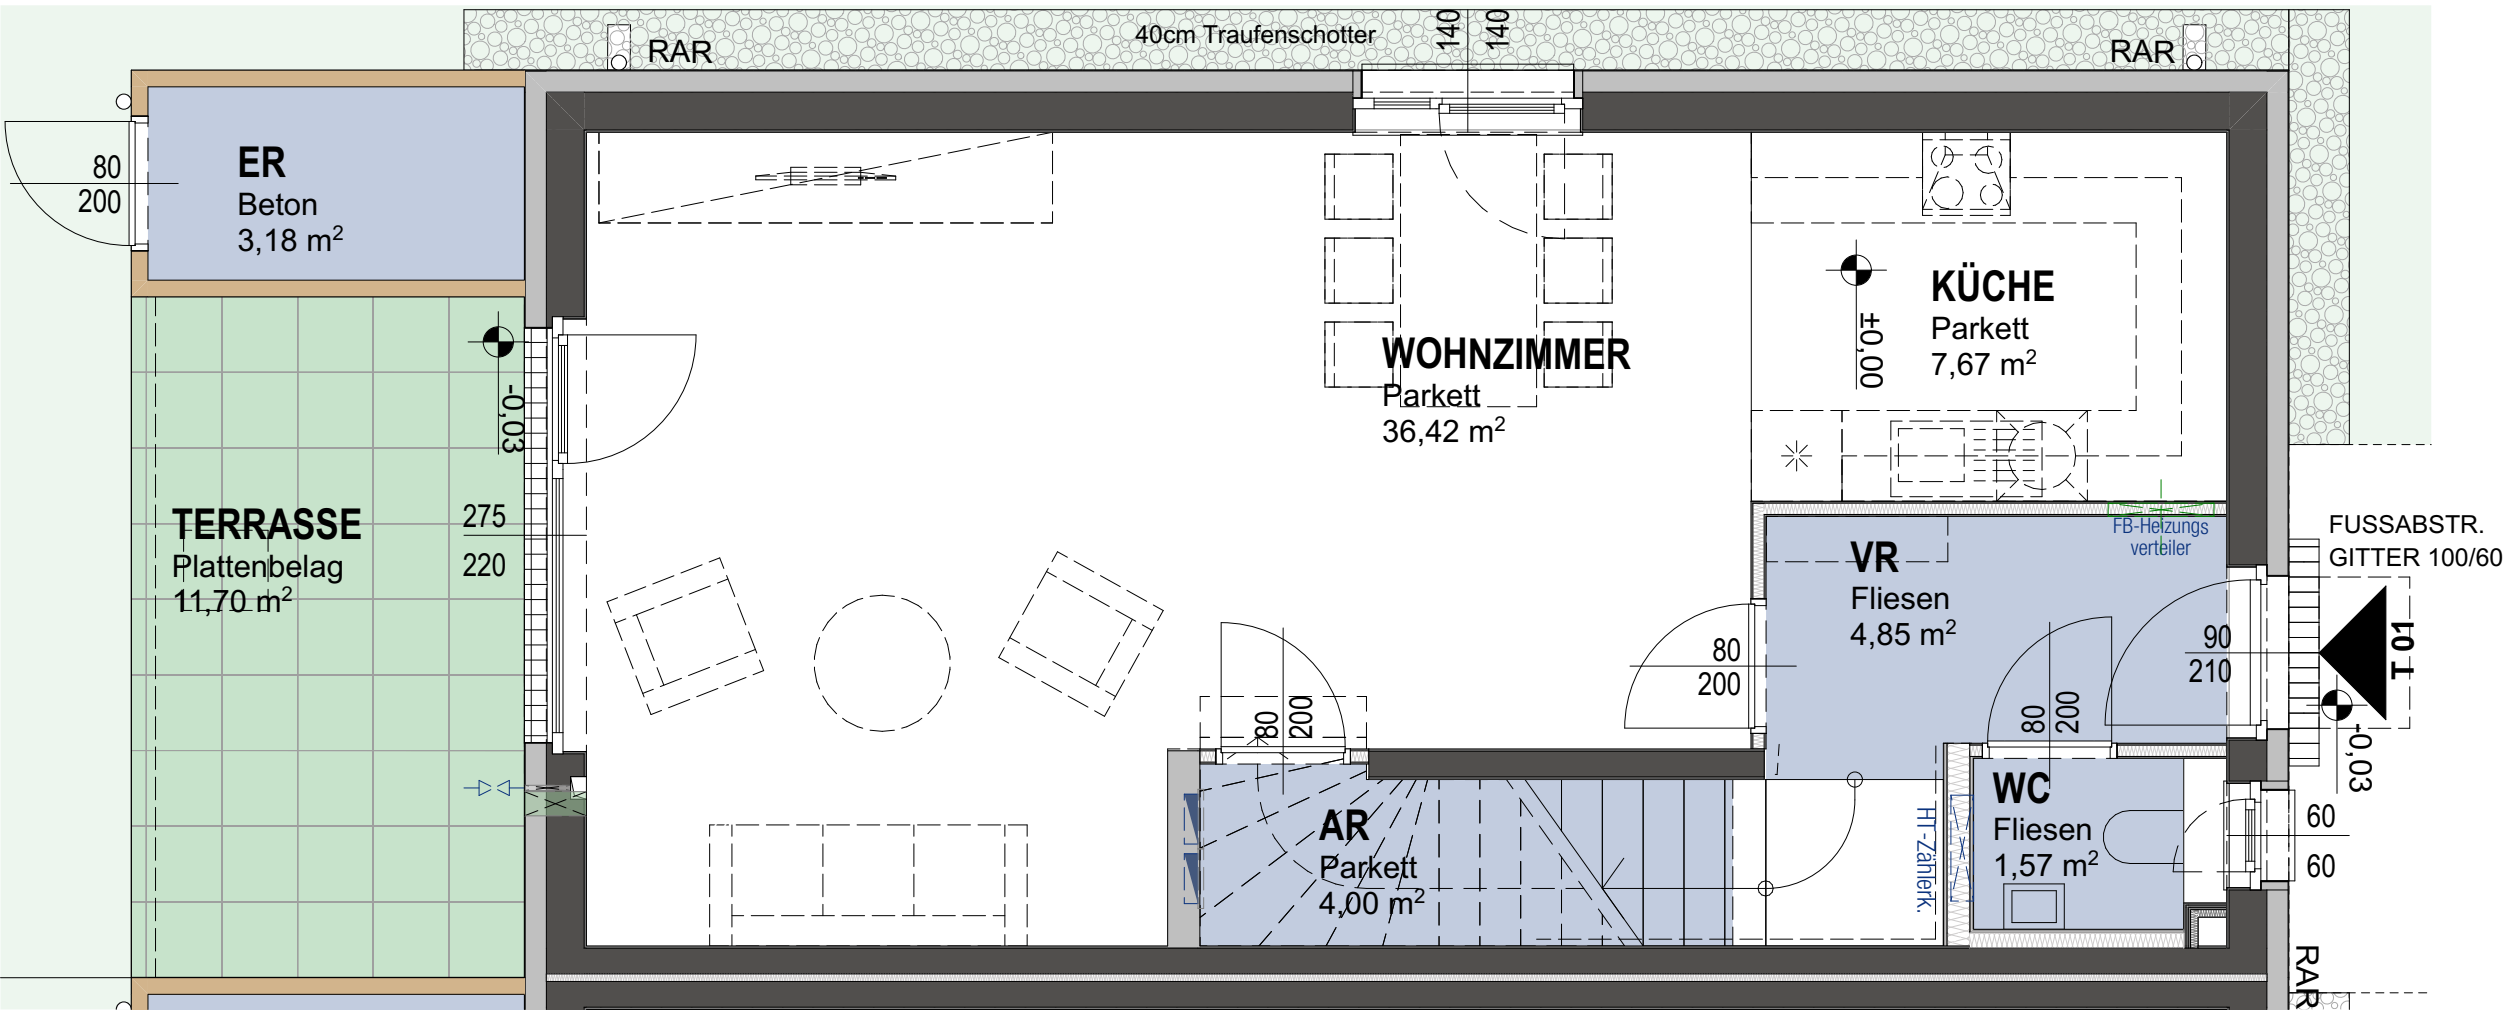 40cm Traufenschotter
140
140
RAR
RAR
ER
Beton
3,18 m²
80
200
KÜCHE
Parkett
7,67 m²
±0,00
WOHNZIMMER
Parkett
36,42 m²
-0,03
TERRASSE
Plattenbelag
11,70 m²
275
220
FB-Heizungs
verteiler
FUSSABSTR.
GITTER 100/60
VR
Fliesen
4,85 m²
80
200
90
210
T 01
-0,03
80
200
80
200
AR
Parkett
4,00 m²
HT-Zählerk.
WC
Fliesen
1,57 m²
60
60
RAR